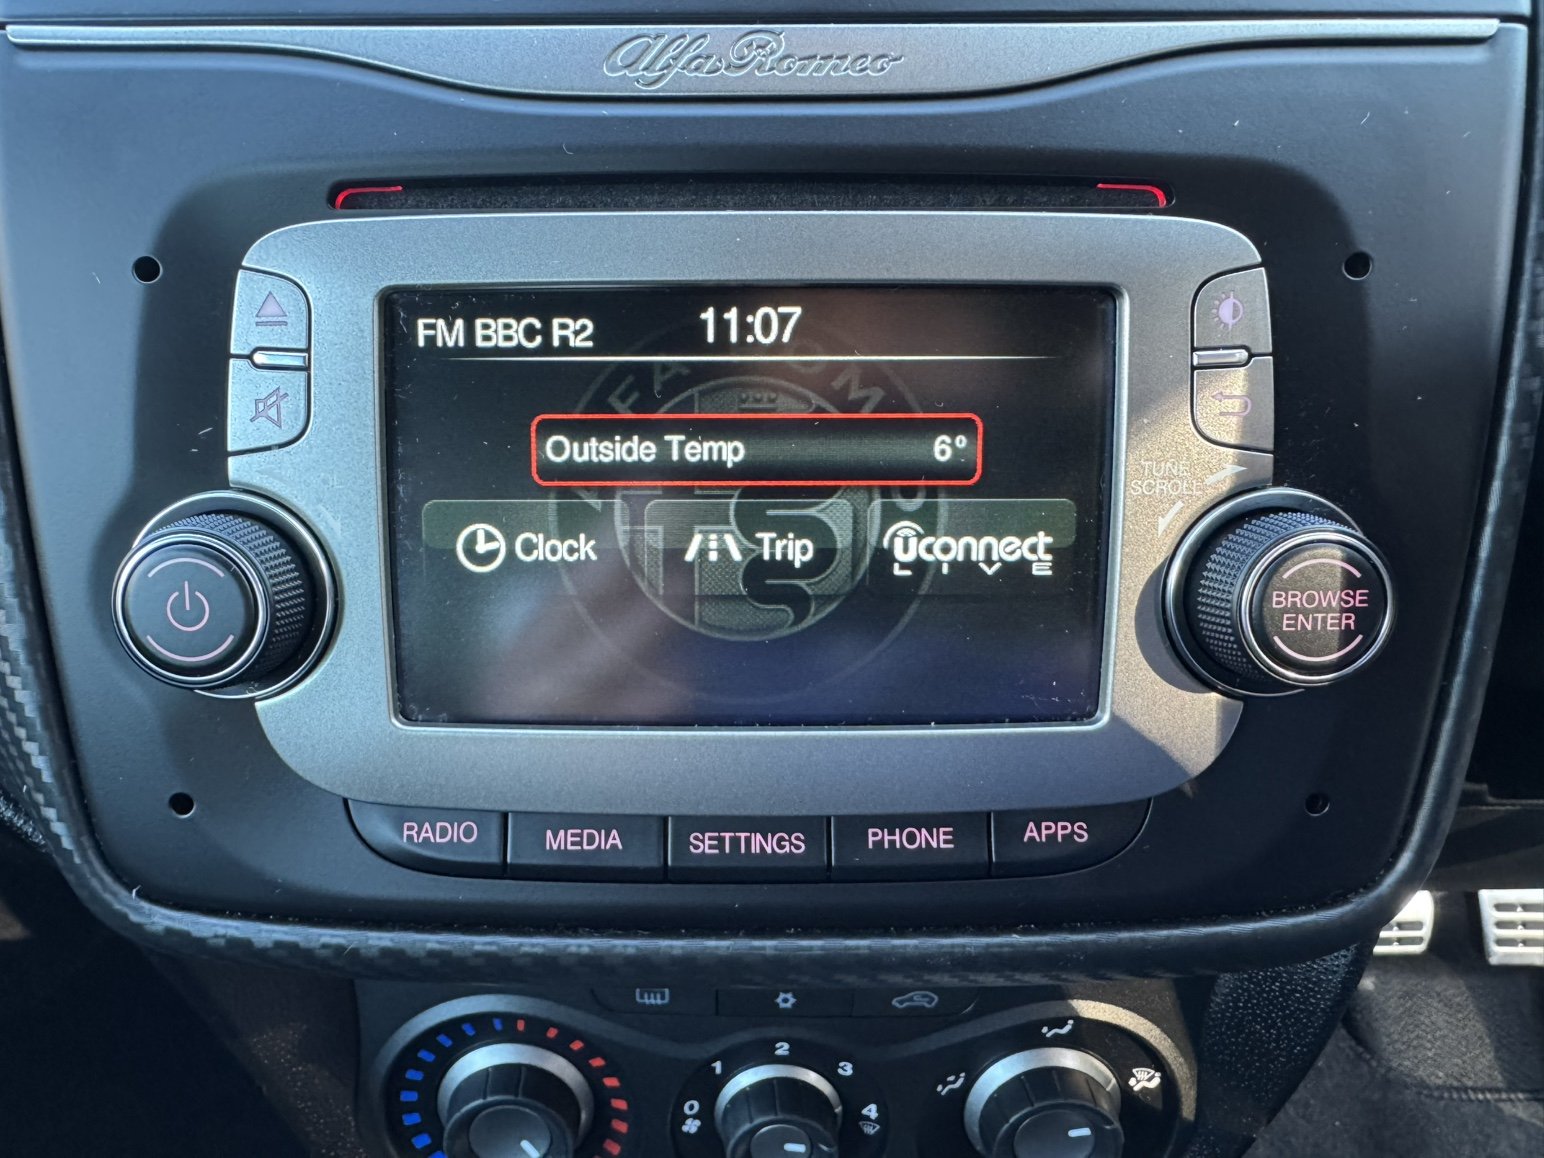 Alfa Romeo
FM BBC R2 11:07
Outside Temp 6º
Clock Trip uconnect
LIVE
TUNE
SCROLL
BROWSE
ENTER
RADIO MEDIA SETTINGS PHONE APPS
2
1 3
0 4